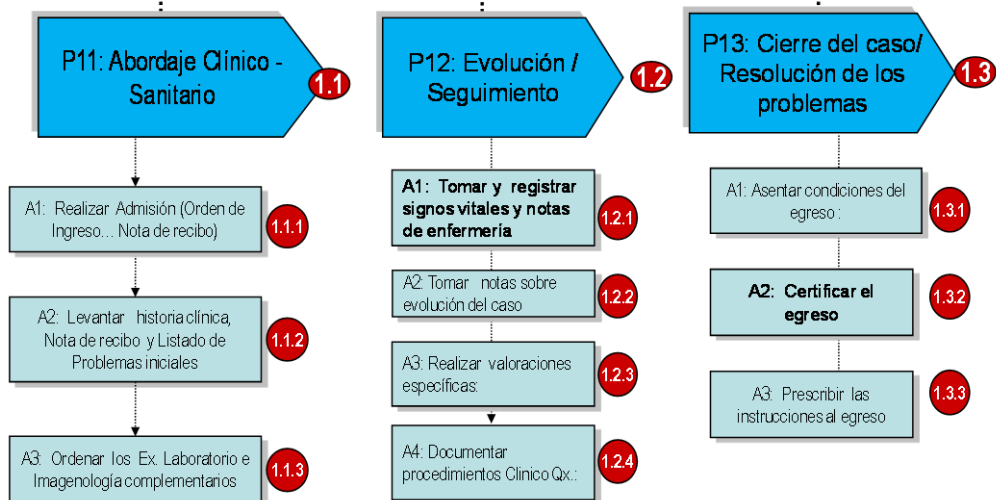 P11: Abordaje Clínico -
Sanitario
1.1
A1: Realizar Admisión (Orden de
Ingreso... Nota de recibo)
1.1.1
A2: Levantar historia clínica,
Nota de recibo y Listado de
Problemas iniciales
1.1.2
A3: Ordenar los Ex. Laboratorio e
Imagenología complementarios
1.1.3
P12: Evolución /
Seguimiento
1.2
A1: Tomar y registrar
signos vitales y notas
de enfermería
1.2.1
A2: Tomar notas sobre
evolución del caso
1.2.2
A3: Realizar valoraciones
específicas:
1.2.3
A4: Documentar
procedimientos Clinico Qx.:
1.2.4
P13: Cierre del caso/
Resolución de los
problemas
1.3
A1: Asentar condiciones del
egreso :
1.3.1
A2: Certificar el
egreso
1.3.2
A3: Prescribir las
instrucciones al egreso
1.3.3